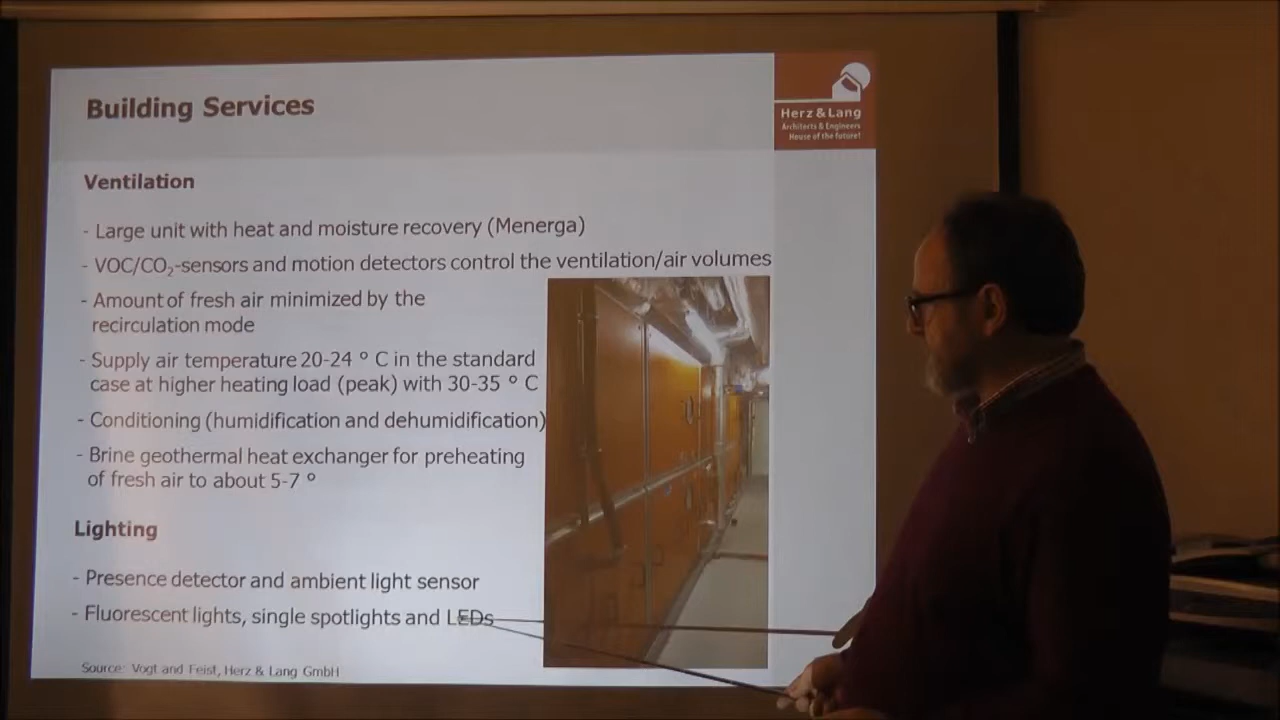 Building Services
Herz & Lang
Architects & Engineers
House of the future!
Ventilation
- Large unit with heat and moisture recovery (Menerga)
- VOC/CO₂-sensors and motion detectors control the ventilation/air volumes
- Amount of fresh air minimized by the
recirculation mode
- Supply air temperature 20-24 ° C in the standard
case at higher heating load (peak) with 30-35 ° C
- Conditioning (humidification and dehumidification)
- Brine geothermal heat exchanger for preheating
of fresh air to about 5-7 °
Lighting
- Presence detector and ambient light sensor
- Fluorescent lights, single spotlights and LEDs
Source: Vogt and Feist, Herz & Lang GmbH